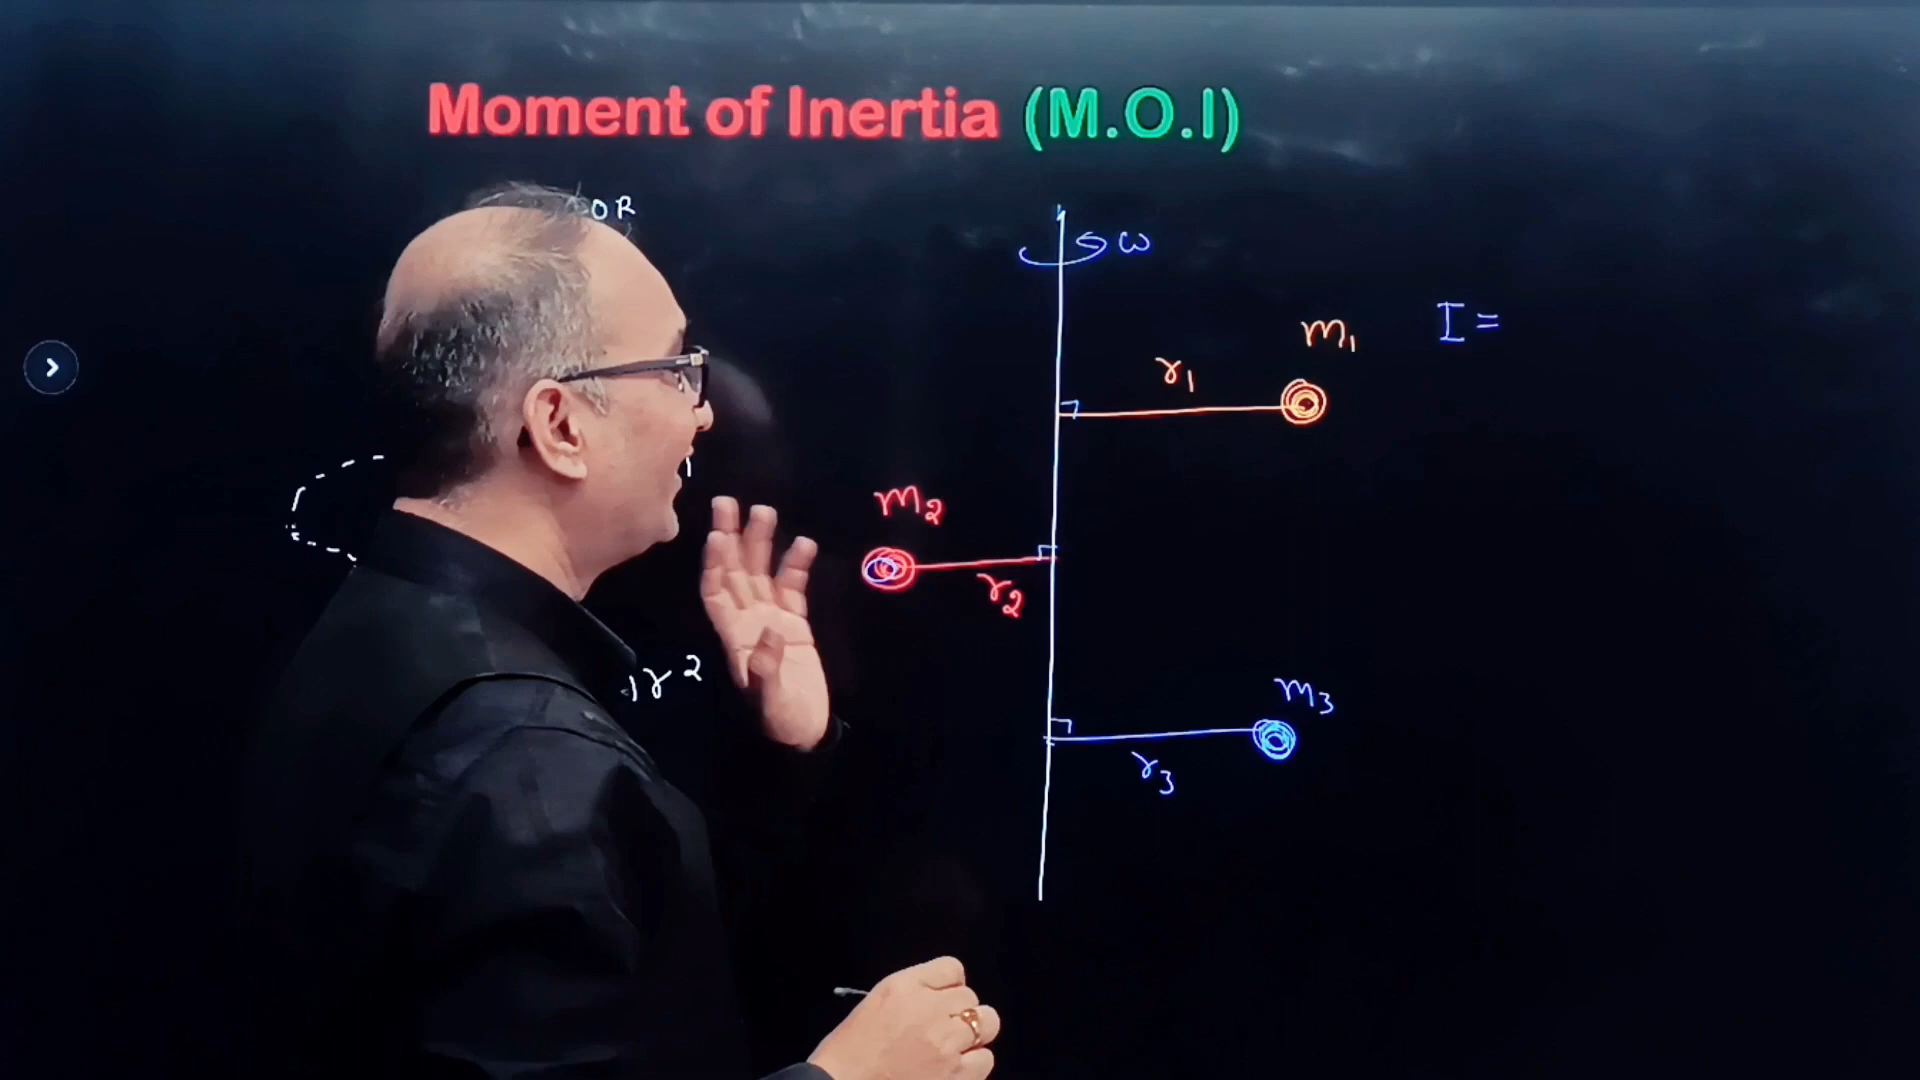 Moment of Inertia (M.O.I)
OR
ω
m₁
I =
r₁
m₂
r₂
r²
m₃
r₃